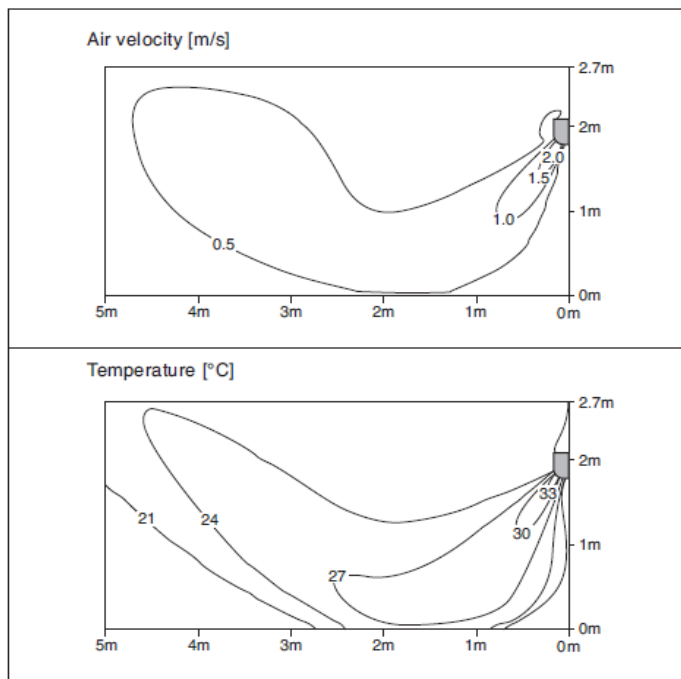 Air velocity [m/s]
2.7m
2m
2.0
1.5
1.0
1m
0.5
0m
5m 4m 3m 2m 1m 0m
Temperature [°C]
2.7m
2m
33
21 24 30
1m
27
0m
5m 4m 3m 2m 1m 0m